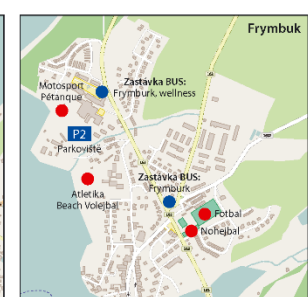 Frymbuk
Zastávka BUS:
Frymburk, wellness
Motosport
Pétanque
P2
Parkoviště
Zastávka BUS:
Frymburk
Atletika
Beach Volejbal
Fotbal
Nohejbal